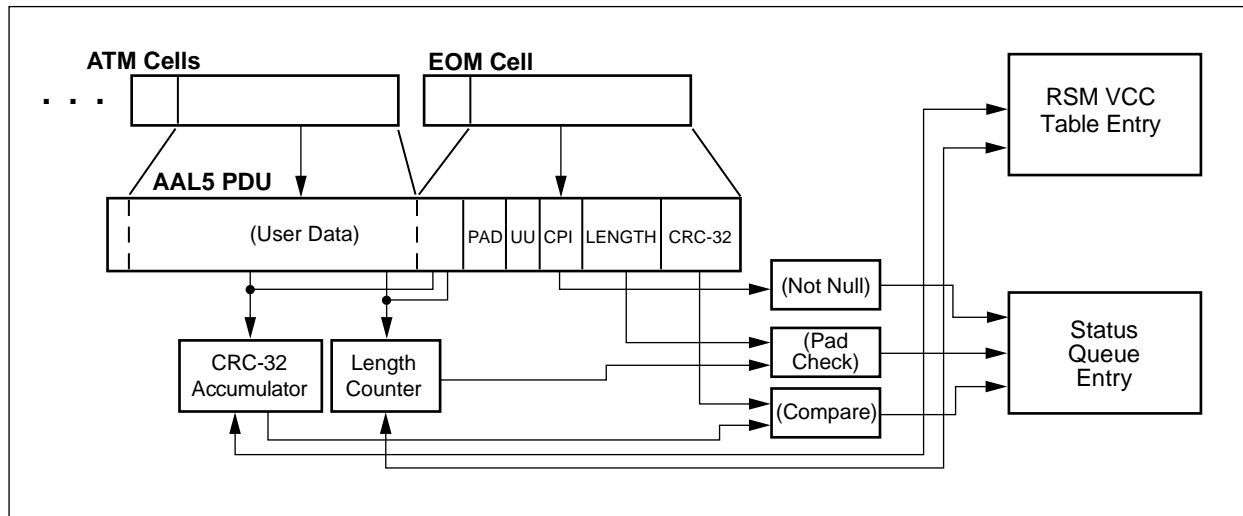 ATM Cells
EOM Cell
. . .
RSM VCC
Table Entry
AAL5 PDU
(User Data)
PAD
UU
CPI
LENGTH
CRC-32
(Not Null)
(Pad
Check)
(Compare)
CRC-32
Accumulator
Length
Counter
Status
Queue
Entry